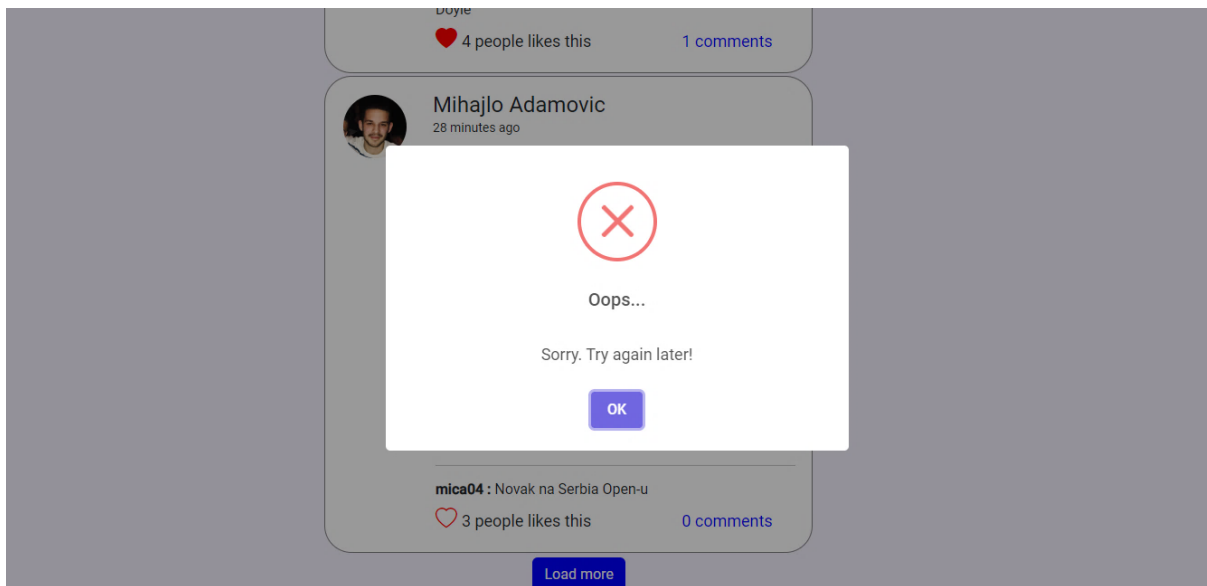 Doyle
4 people likes this 1 comments
Mihajlo Adamovic
28 minutes ago
Oops...
Sorry. Try again later!
OK
mica04 : Novak na Serbia Open-u
3 people likes this 0 comments
Load more